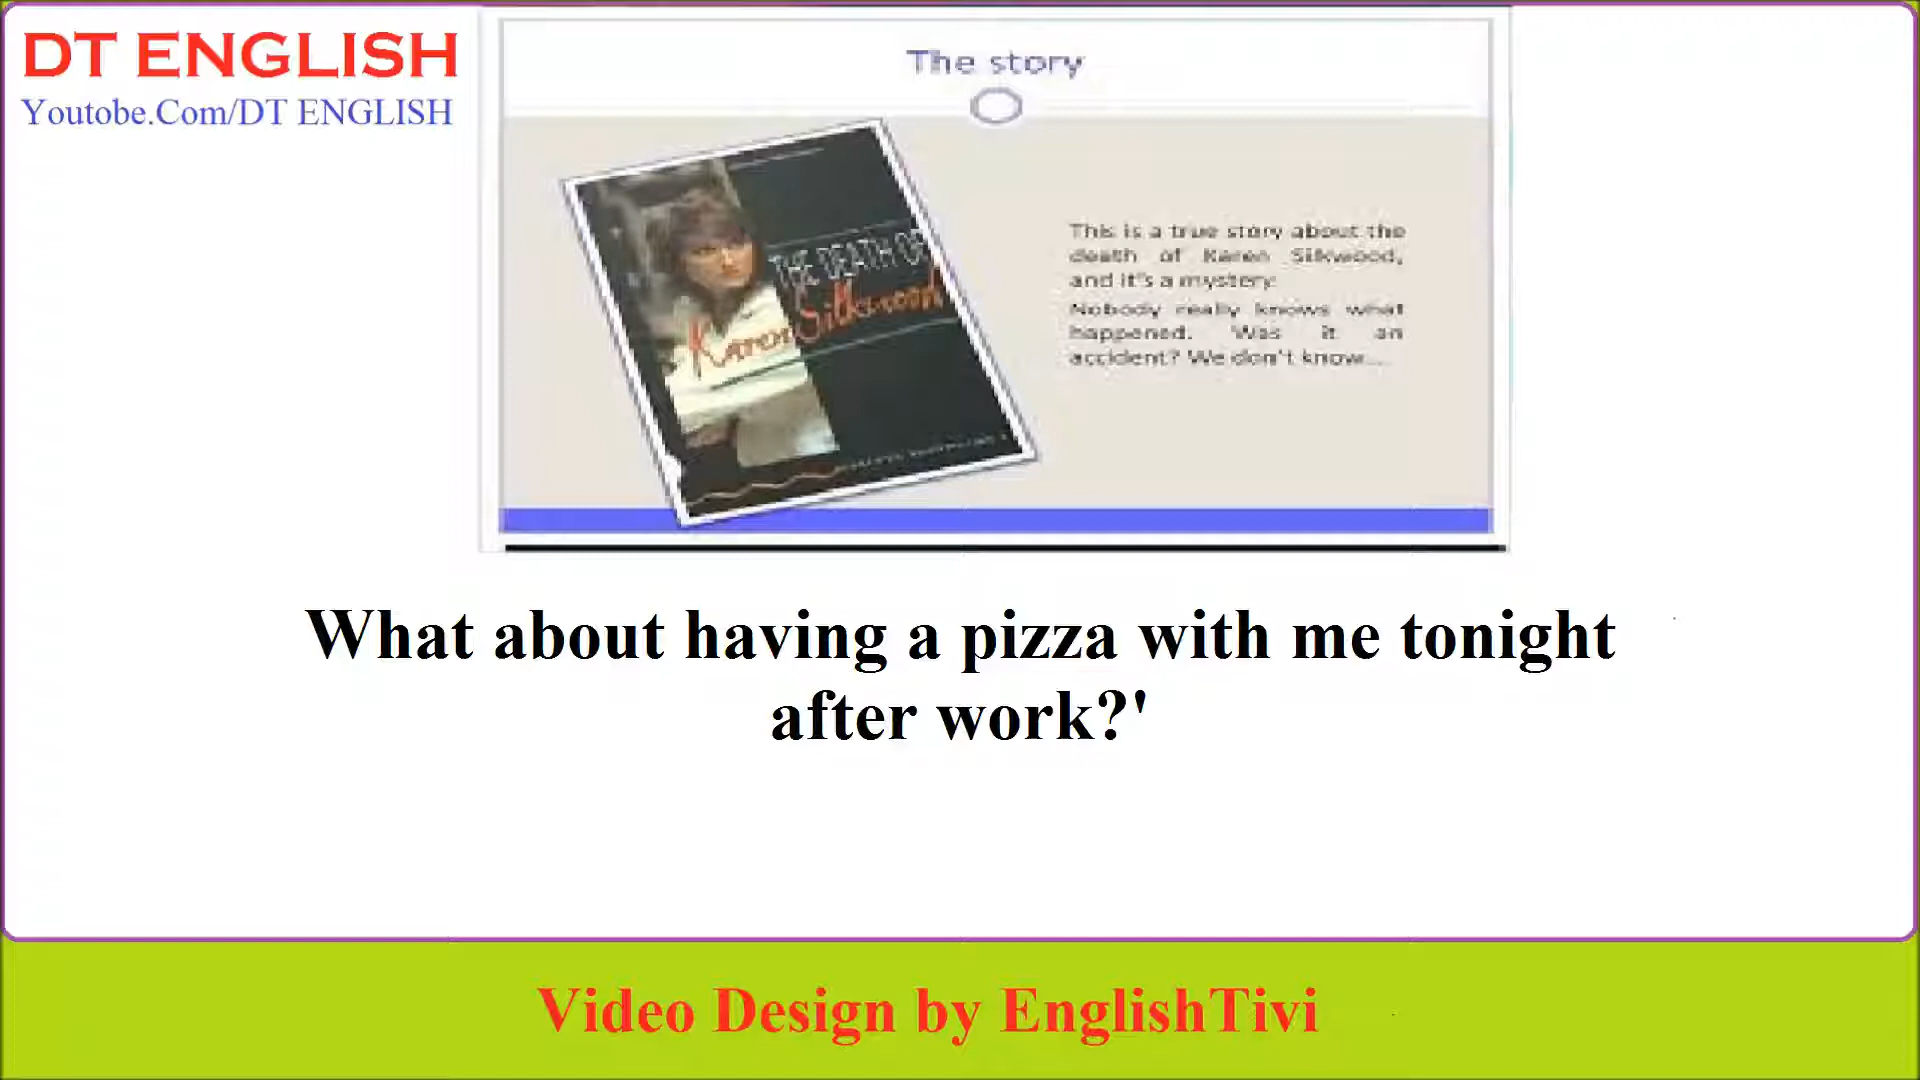 DT ENGLISH
Youtobe.Com/DT ENGLISH
The story
THE DEATH OF
Karen Silkwood
This is a true story about the
death of Karen Silkwood,
and it's a mystery.
Nobody really knows what
happened. Was it an
accident? We don't know...
What about having a pizza with me tonight
after work?'
Video Design by EnglishTivi